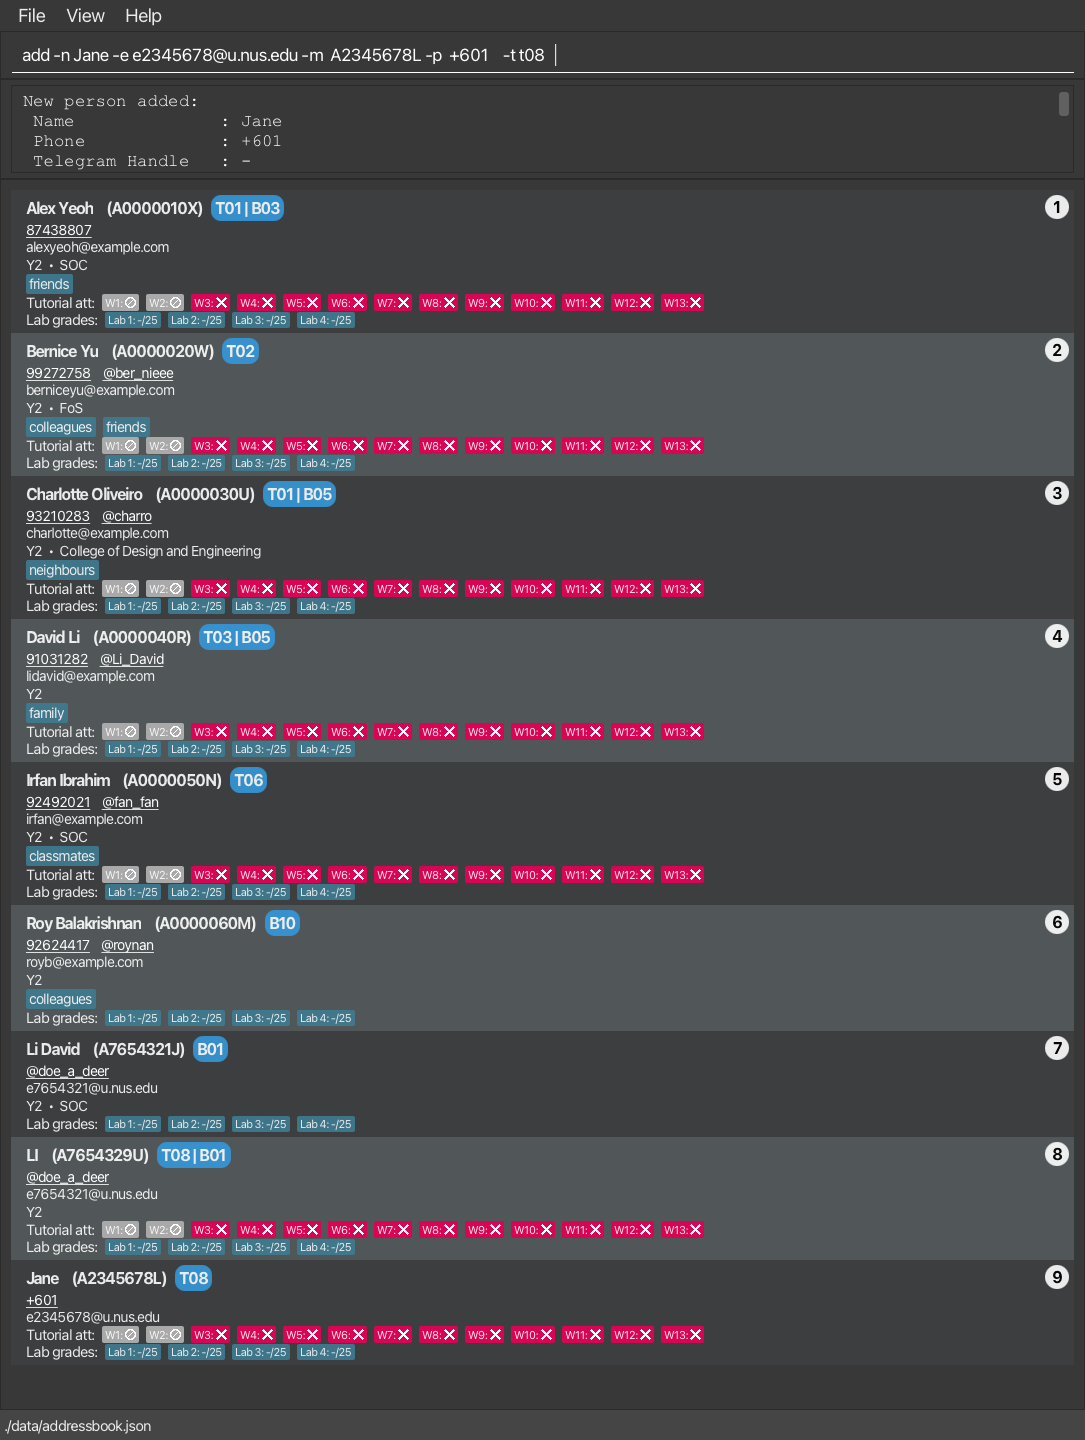 File View Help
add -n Jane -e e2345678@u.nus.edu -m A2345678L -p +601 -t t08
New person added:
Name : Jane
Phone : +601
Telegram Handle : -
Alex Yeoh (A0000010X) T01 | B03 1
87438807
alexyeoh@example.com
Y2 • SOC
friends
Tutorial att: W1: W2: W3: W4: W5: W6: W7: W8: W9: W10: W11: W12: W13:
Lab grades: Lab 1: -/25 Lab 2: -/25 Lab 3: -/25 Lab 4: -/25
Bernice Yu (A0000020W) T02 2
99272758 @ber_nieee
berniceyu@example.com
Y2 • FoS
colleagues friends
Tutorial att: W1: W2: W3: W4: W5: W6: W7: W8: W9: W10: W11: W12: W13:
Lab grades: Lab 1: -/25 Lab 2: -/25 Lab 3: -/25 Lab 4: -/25
Charlotte Oliveiro (A0000030U) T01 | B05 3
93210283 @charro
charlotte@example.com
Y2 • College of Design and Engineering
neighbours
Tutorial att: W1: W2: W3: W4: W5: W6: W7: W8: W9: W10: W11: W12: W13:
Lab grades: Lab 1: -/25 Lab 2: -/25 Lab 3: -/25 Lab 4: -/25
David Li (A0000040R) T03 | B05 4
91031282 @Li_David
lidavid@example.com
Y2
family
Tutorial att: W1: W2: W3: W4: W5: W6: W7: W8: W9: W10: W11: W12: W13:
Lab grades: Lab 1: -/25 Lab 2: -/25 Lab 3: -/25 Lab 4: -/25
Irfan Ibrahim (A0000050N) T06 5
92492021 @fan_fan
irfan@example.com
Y2 • SOC
classmates
Tutorial att: W1: W2: W3: W4: W5: W6: W7: W8: W9: W10: W11: W12: W13:
Lab grades: Lab 1: -/25 Lab 2: -/25 Lab 3: -/25 Lab 4: -/25
Roy Balakrishnan (A0000060M) B10 6
92624417 @roynan
royb@example.com
Y2
colleagues
Lab grades: Lab 1: -/25 Lab 2: -/25 Lab 3: -/25 Lab 4: -/25
Li David (A7654321J) B01 7
@doe_a_deer
e7654321@u.nus.edu
Y2 • SOC
Lab grades: Lab 1: -/25 Lab 2: -/25 Lab 3: -/25 Lab 4: -/25
LI (A7654329U) T08 | B01 8
@doe_a_deer
e7654321@u.nus.edu
Y2
Tutorial att: W1: W2: W3: W4: W5: W6: W7: W8: W9: W10: W11: W12: W13:
Lab grades: Lab 1: -/25 Lab 2: -/25 Lab 3: -/25 Lab 4: -/25
Jane (A2345678L) T08 9
+601
e2345678@u.nus.edu
Tutorial att: W1: W2: W3: W4: W5: W6: W7: W8: W9: W10: W11: W12: W13:
Lab grades: Lab 1: -/25 Lab 2: -/25 Lab 3: -/25 Lab 4: -/25
./data/addressbook.json